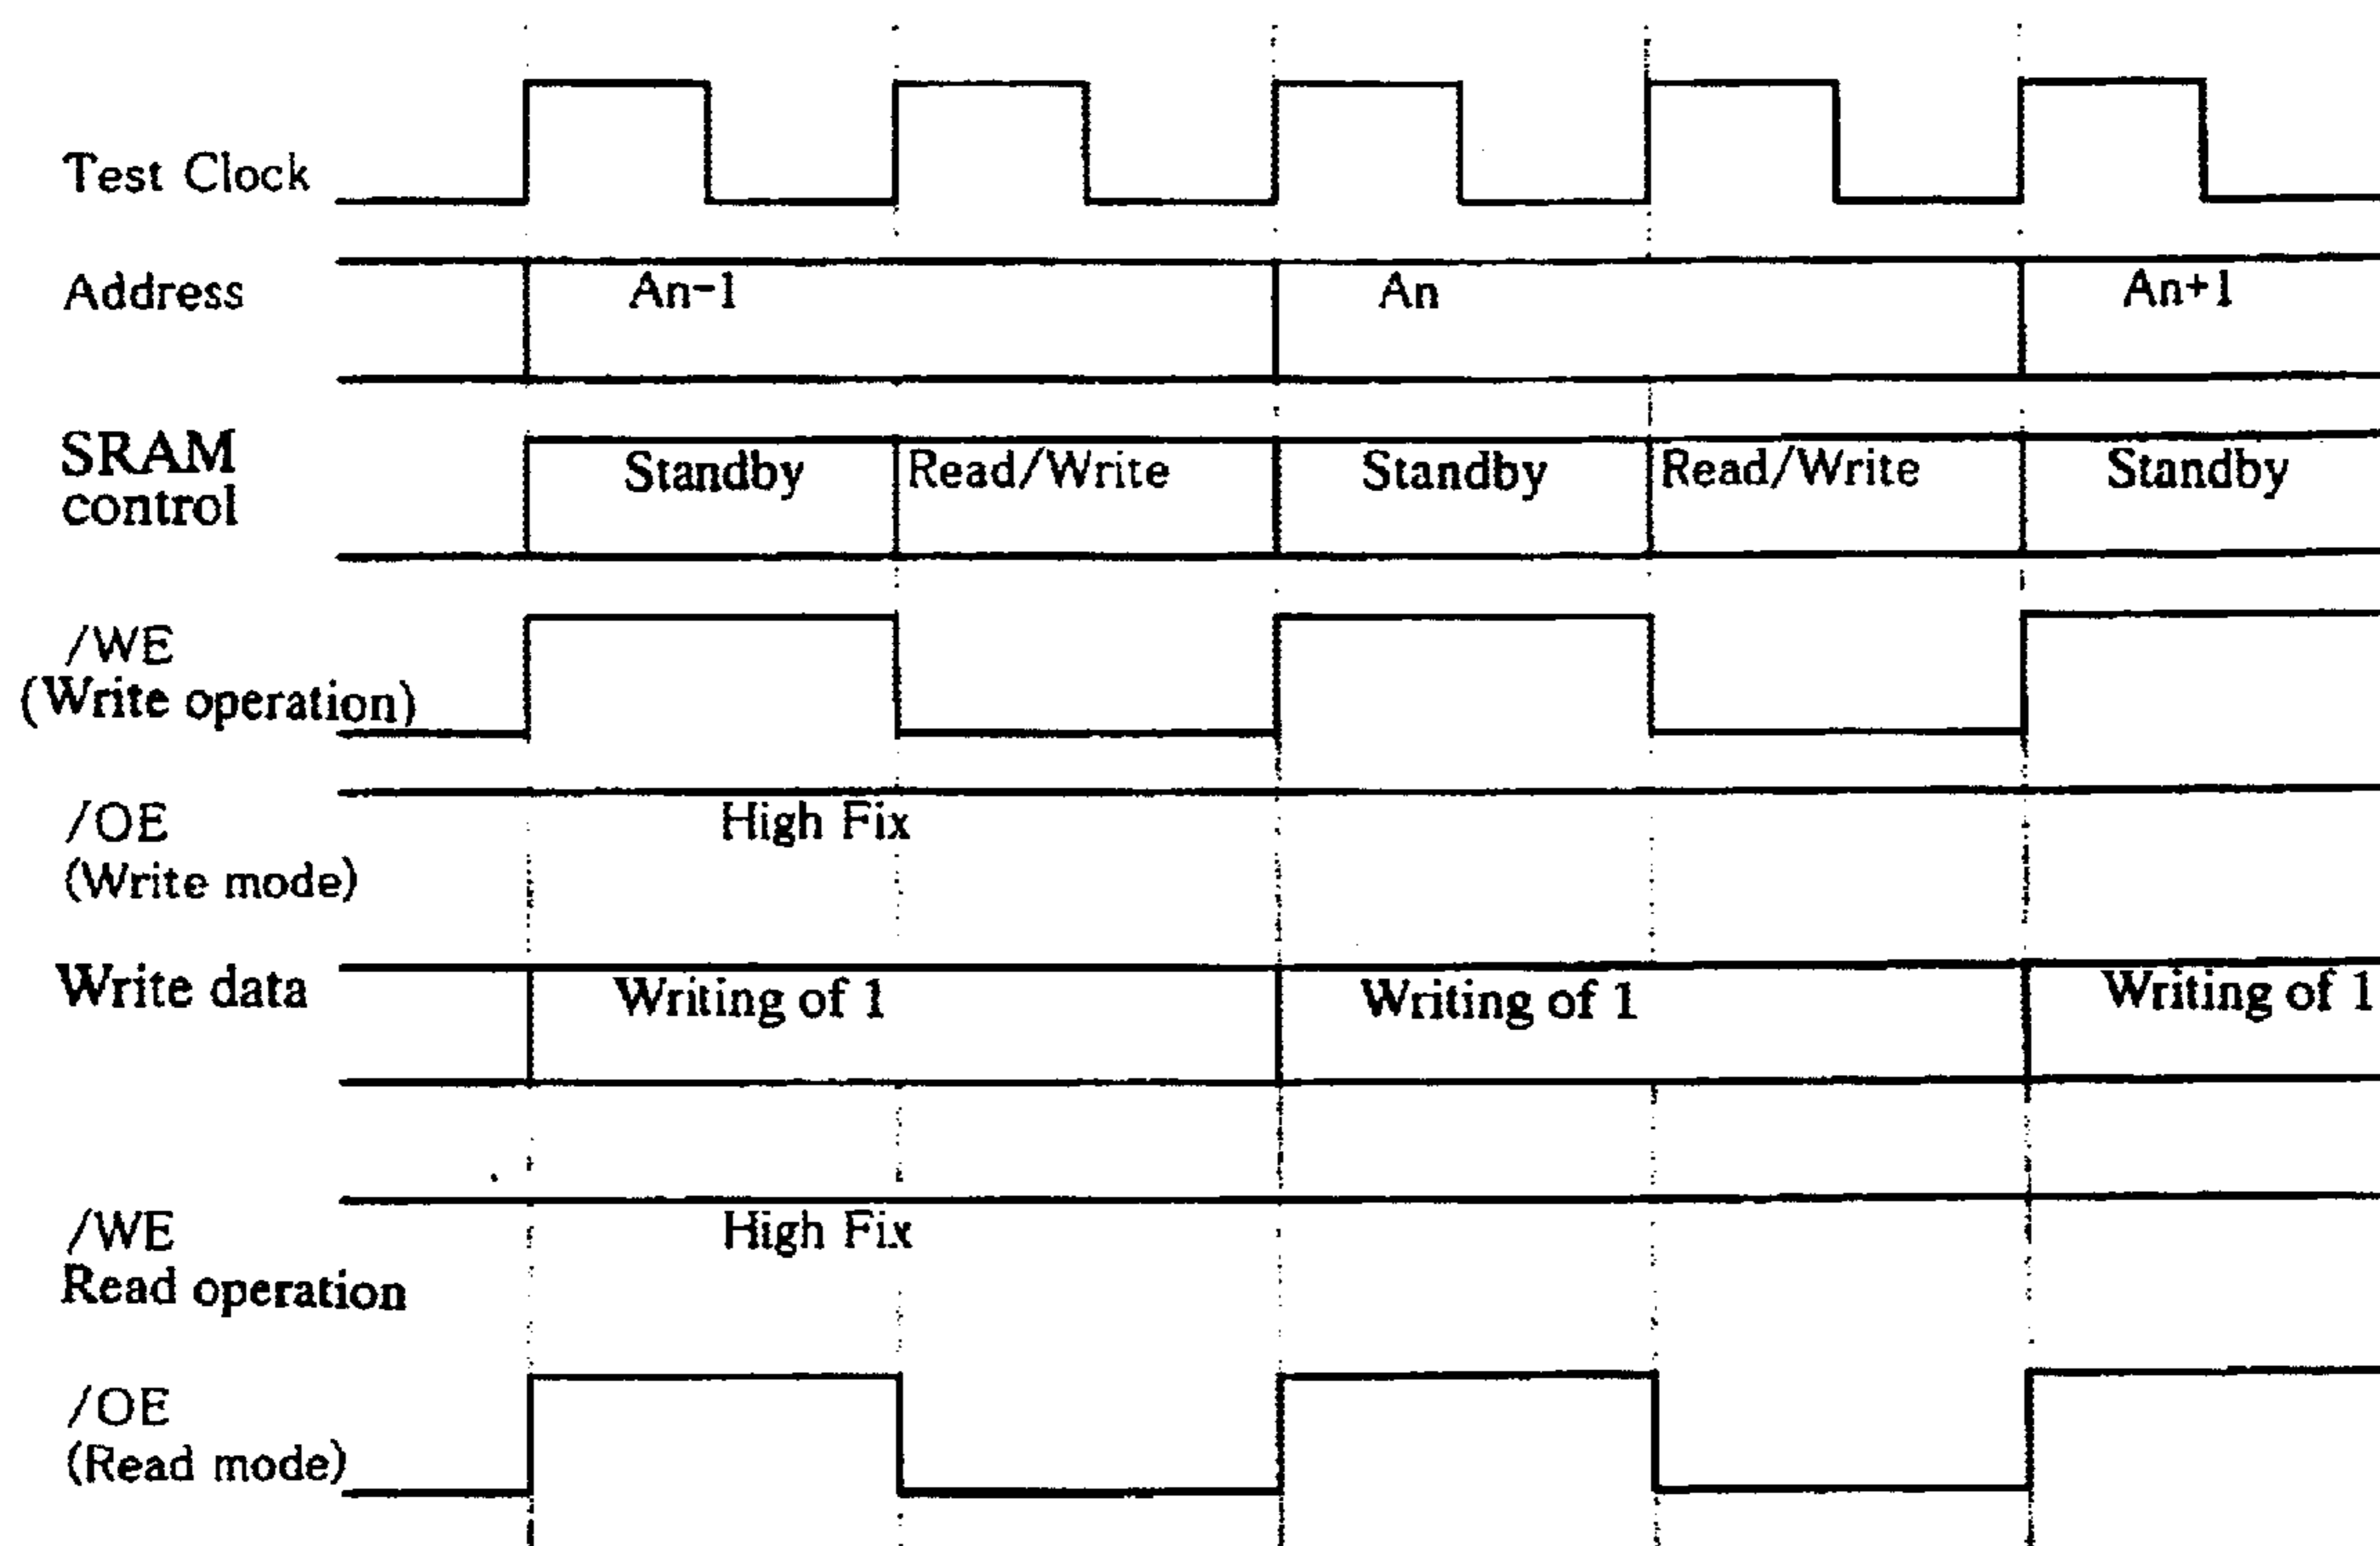 Test Clock
Address
An-1
An
An+1
SRAM
control
Standby
Read/Write
Standby
Read/Write
Standby
/WE
(Write operation)
/OE
(Write mode)
High Fix
Write data
Writing of 1
Writing of 1
Writing of 1
/WE
Read operation
High Fix
/OE
(Read mode)